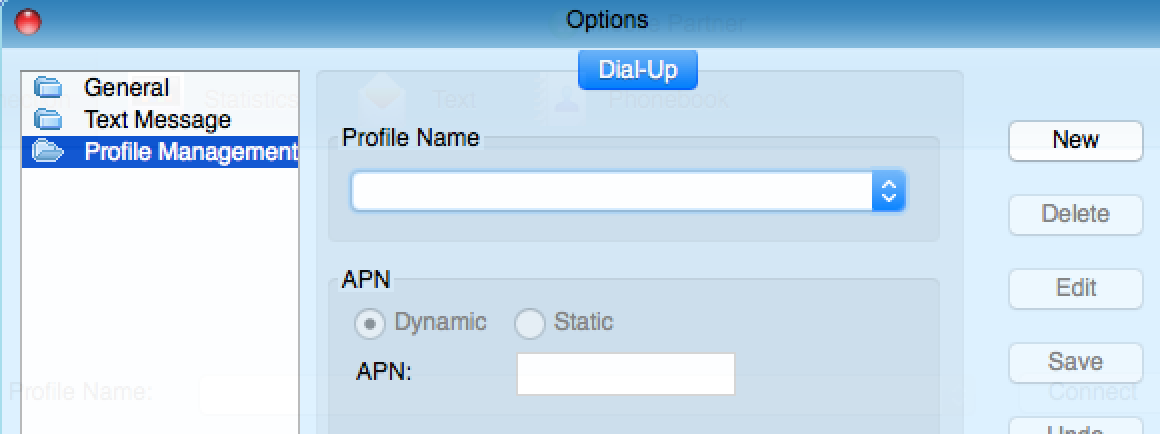 Options
Partner
Dial-Up
General
Text Message
Profile Management
Statistics
Text
Phonebook
Profile Name
New
Delete
APN
Edit
Dynamic
Static
APN:
Save
Profile Name:
Connect
Undo